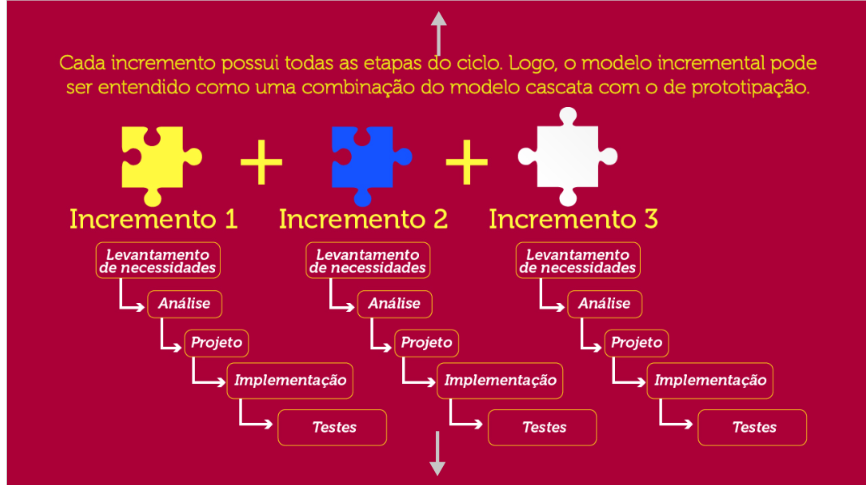 Cada incremento possui todas as etapas do ciclo. Logo, o modelo incremental pode
ser entendido como uma combinação do modelo cascata com o de prototipação.
+ +
Incremento 1 Incremento 2 Incremento 3
Levantamento
de necessidades
Análise
Projeto
Implementação
Testes
Levantamento
de necessidades
Análise
Projeto
Implementação
Testes
Levantamento
de necessidades
Análise
Projeto
Implementação
Testes